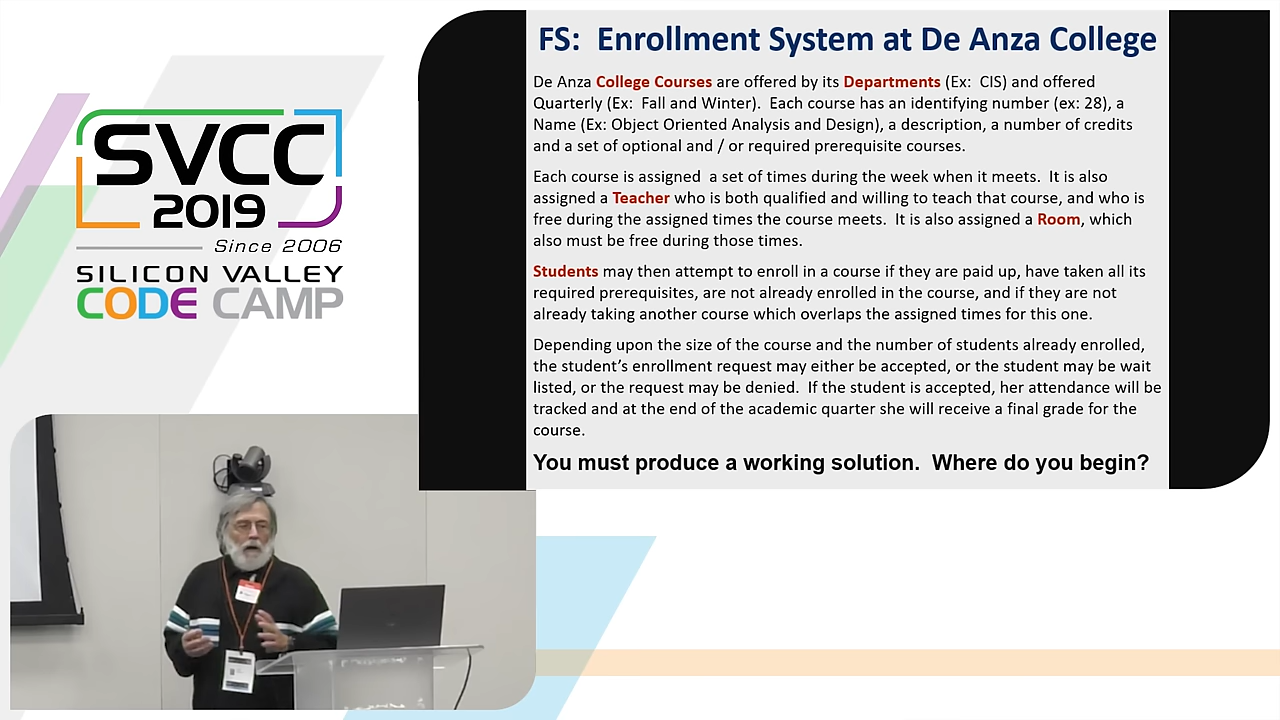 SVCC
2019
Since 2006
SILICON VALLEY
CODE CAMP
FS: Enrollment System at De Anza College
De Anza College Courses are offered by its Departments (Ex: CIS) and offered
Quarterly (Ex: Fall and Winter). Each course has an identifying number (ex: 28), a
Name (Ex: Object Oriented Analysis and Design), a description, a number of credits
and a set of optional and / or required prerequisite courses.
Each course is assigned a set of times during the week when it meets. It is also
assigned a Teacher who is both qualified and willing to teach that course, and who is
free during the assigned times the course meets. It is also assigned a Room, which
also must be free during those times.
Students may then attempt to enroll in a course if they are paid up, have taken all its
required prerequisites, are not already enrolled in the course, and if they are not
already taking another course which overlaps the assigned times for this one.
Depending upon the size of the course and the number of students already enrolled,
the student's enrollment request may either be accepted, or the student may be wait
listed, or the request may be denied. If the student is accepted, her attendance will be
tracked and at the end of the academic quarter she will receive a final grade for the
course.
You must produce a working solution. Where do you begin?